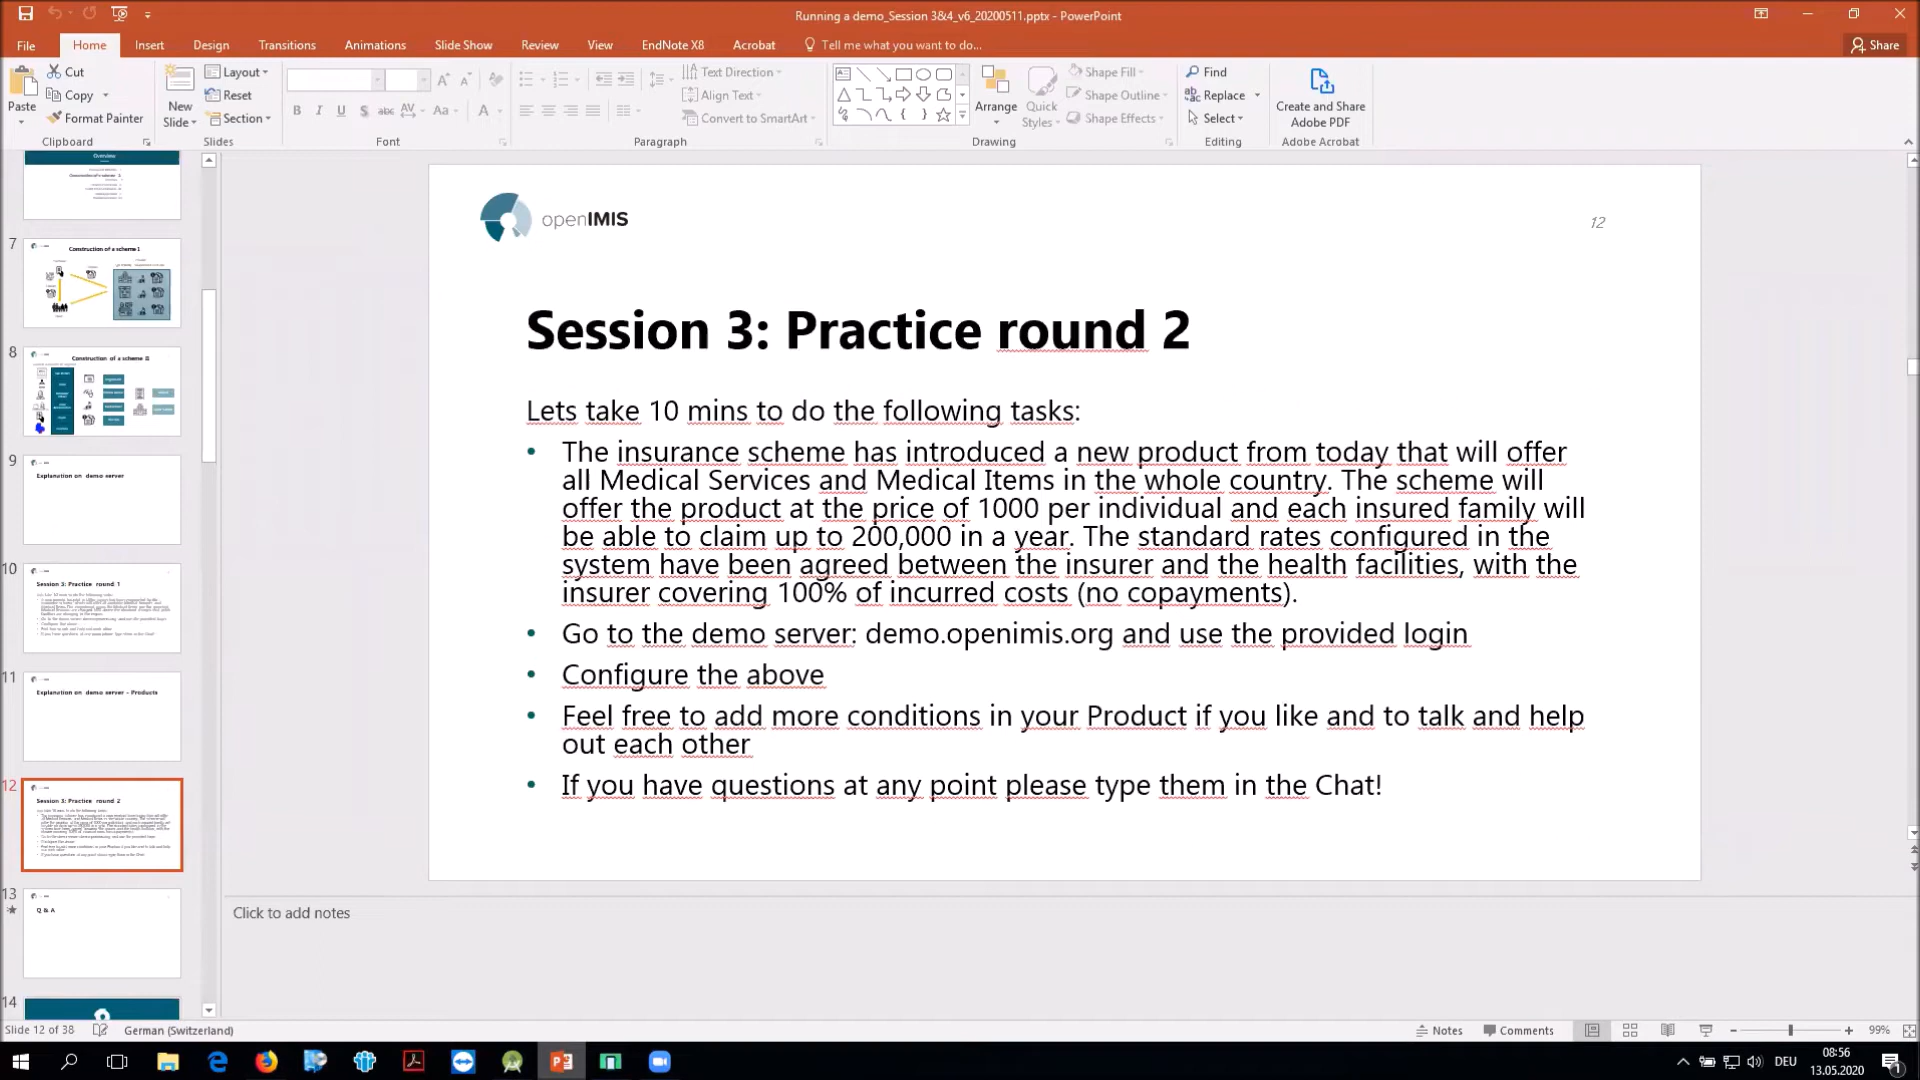 Running a demo_Session 3&4_v6_20200511.pptx - PowerPoint
File Home Insert Design Transitions Animations Slide Show Review View EndNote X8 Acrobat Tell me what you want to do... Share
Cut
Copy
Format Painter
Paste
Clipboard
New
Slide
Layout
Reset
Section
Slides
Font
Text Direction
Align Text
Convert to SmartArt
Paragraph
Arrange
Quick
Styles
Shape Fill
Shape Outline
Shape Effects
Drawing
Find
Replace
Select
Editing
Create and Share
Adobe PDF
Adobe Acrobat
Overview
7
Construction of a scheme I
8
Construction of a scheme II
9
Explanation on demo server
10
Session 3: Practice round 1
11
Explanation on demo server - Products
12
Session 3: Practice round 2
13
Q & A
14
openIMIS
12
Session 3: Practice round 2
Lets take 10 mins to do the following tasks:
• The insurance scheme has introduced a new product from today that will offer
all Medical Services and Medical Items in the whole country. The scheme will
offer the product at the price of 1000 per individual and each insured family will
be able to claim up to 200,000 in a year. The standard rates configured in the
system have been agreed between the insurer and the health facilities, with the
insurer covering 100% of incurred costs (no copayments).
• Go to the demo server: demo.openimis.org and use the provided login
• Configure the above
• Feel free to add more conditions in your Product if you like and to talk and help
out each other
• If you have questions at any point please type them in the Chat!
Click to add notes
Slide 12 of 38 German (Switzerland) Notes Comments 99%
DEU 08:56
13.05.2020